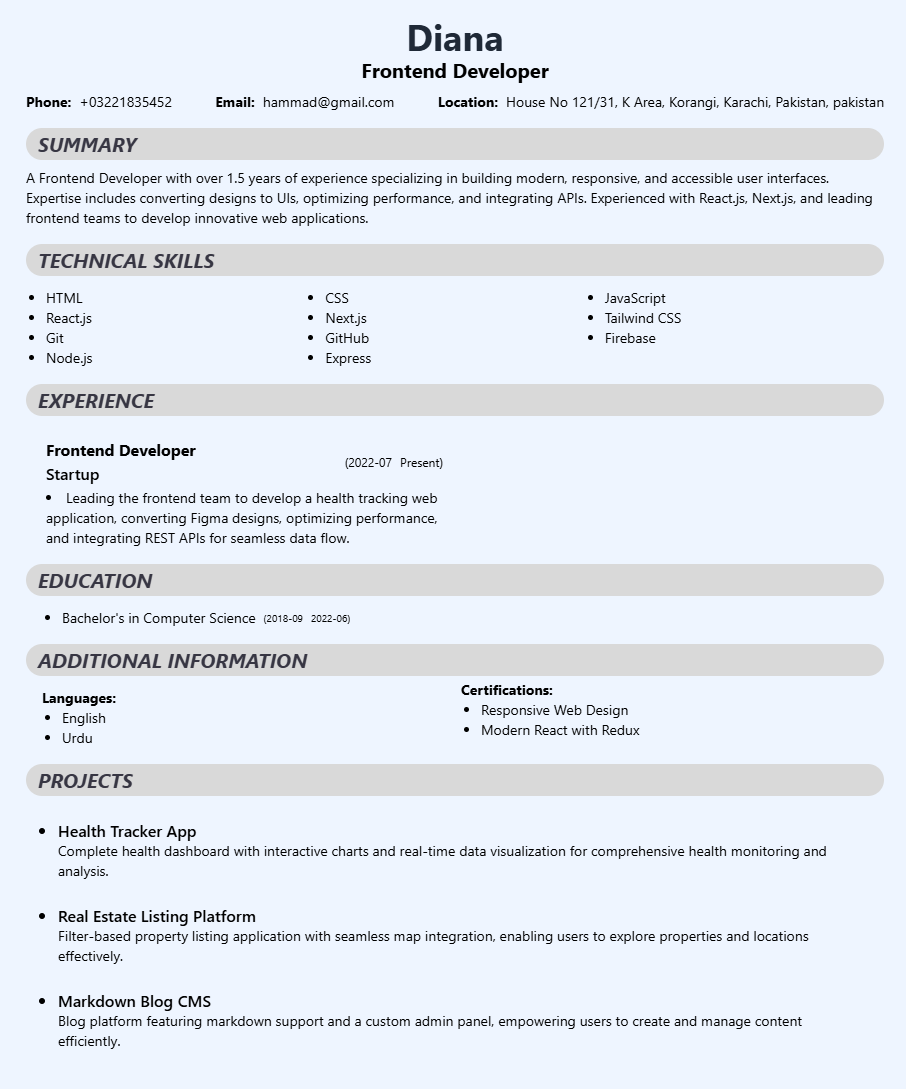 Diana
Frontend Developer
Phone: +03221835452 Email: hammad@gmail.com Location: House No 121/31, K Area, Korangi, Karachi, Pakistan, pakistan
SUMMARY
A Frontend Developer with over 1.5 years of experience specializing in building modern, responsive, and accessible user interfaces.
Expertise includes converting designs to UIs, optimizing performance, and integrating APIs. Experienced with React.js, Next.js, and leading
frontend teams to develop innovative web applications.
TECHNICAL SKILLS
• HTML • CSS • JavaScript
• React.js • Next.js • Tailwind CSS
• Git • GitHub • Firebase
• Node.js • Express
EXPERIENCE
Frontend Developer
(2022-07 Present)
Startup
• Leading the frontend team to develop a health tracking web
application, converting Figma designs, optimizing performance,
and integrating REST APIs for seamless data flow.
EDUCATION
• Bachelor's in Computer Science (2018-09 2022-06)
ADDITIONAL INFORMATION
Languages:
• English
• Urdu
Certifications:
• Responsive Web Design
• Modern React with Redux
PROJECTS
• Health Tracker App
Complete health dashboard with interactive charts and real-time data visualization for comprehensive health monitoring and
analysis.
• Real Estate Listing Platform
Filter-based property listing application with seamless map integration, enabling users to explore properties and locations
effectively.
• Markdown Blog CMS
Blog platform featuring markdown support and a custom admin panel, empowering users to create and manage content
efficiently.